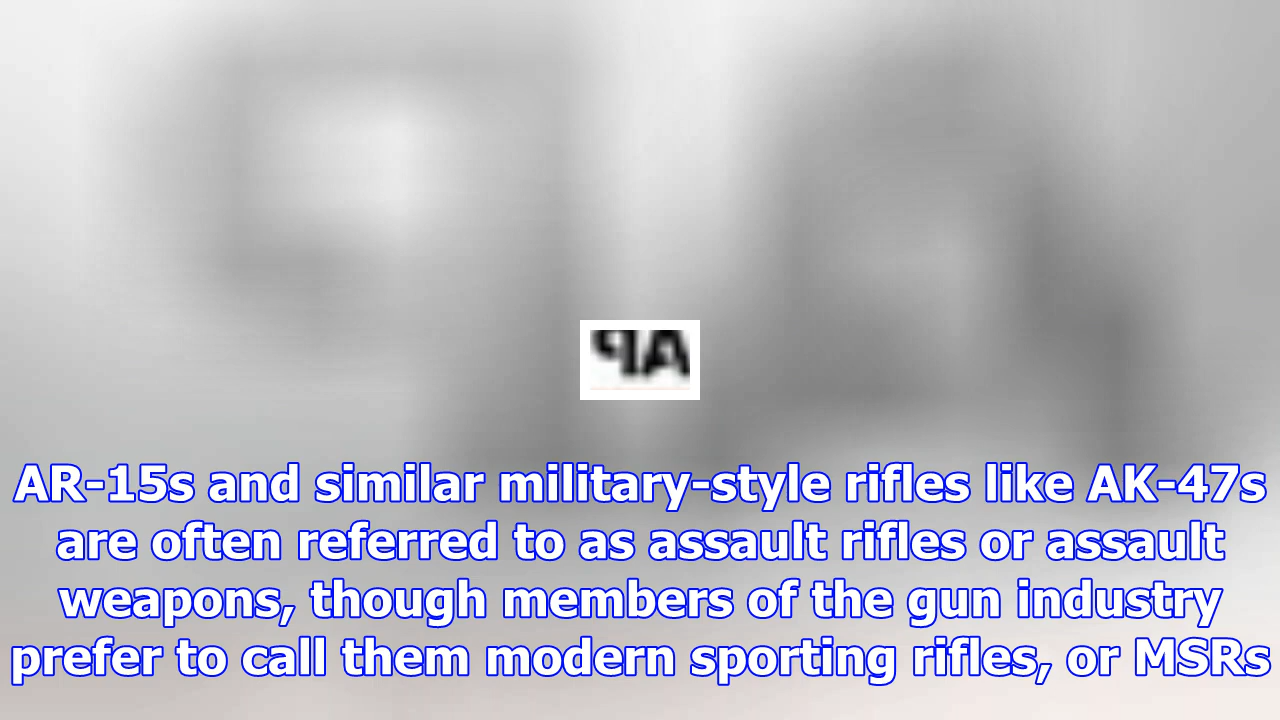 AP
AR-15s and similar military-style rifles like AK-47s
are often referred to as assault rifles or assault
weapons, though members of the gun industry
prefer to call them modern sporting rifles, or MSRs